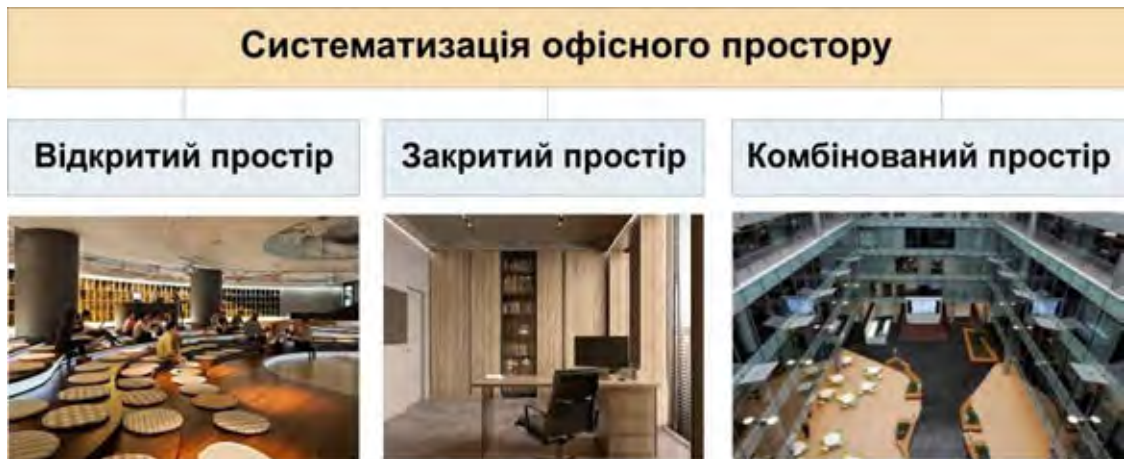 Систематизація офісного простору
Відкритий простір
Закритий простір
Комбінований простір